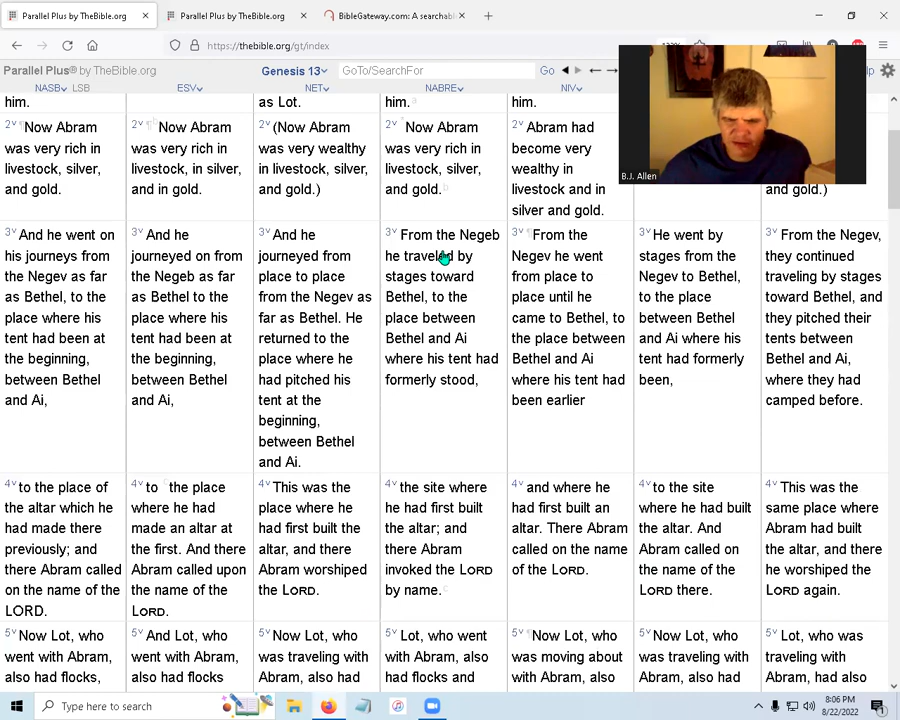 Parallel Plus by TheBible.org
Parallel Plus by TheBible.org
BibleGateway.com: A searchabl
https://thebible.org/gt/index
Parallel Plus® by TheBible.org
Genesis 13
GoTo/SearchFor
Go
NASB LSB
ESV
NET
NABRE
NIV
him.
as Lot.
him.
him.
2 Now Abram
was very rich in
livestock, silver,
and gold.
2 Now Abram
was very rich in
livestock, in silver,
and in gold.
2 (Now Abram
was very wealthy
in livestock, silver,
and gold.)
2 Now Abram
was very rich in
livestock, silver,
and gold.
2 Abram had
become very
wealthy in
livestock and in
silver and gold.
and gold.)
B.J. Allen
3 And he went on
his journeys from
the Negev as far
as Bethel, to the
place where his
tent had been at
the beginning,
between Bethel
and Ai,
3 And he
journeyed on from
the Negeb as far
as Bethel to the
place where his
tent had been at
the beginning,
between Bethel
and Ai,
3 And he
journeyed from
place to place
from the Negev as
far as Bethel. He
returned to the
place where he
had pitched his
tent at the
beginning,
between Bethel
and Ai.
3 From the Negeb
he traveled by
stages toward
Bethel, to the
place between
Bethel and Ai
where his tent had
formerly stood,
3 From the
Negev he went
from place to
place until he
came to Bethel, to
the place between
Bethel and Ai
where his tent had
been earlier
3 He went by
stages from the
Negev to Bethel,
to the place
between Bethel
and Ai where his
tent had formerly
been,
3 From the Negev,
they continued
traveling by stages
toward Bethel, and
they pitched their
tents between
Bethel and Ai,
where they had
camped before.
4 to the place of
the altar which he
had made there
previously; and
there Abram called
on the name of the
LORD.
4 to the place
where he had
made an altar at
the first. And there
Abram called upon
the name of the
LORD.
4 This was the
place where he
had first built the
altar, and there
Abram worshiped
the LORD.
4 the site where
he had first built
the altar; and
there Abram
invoked the LORD
by name.
4 and where he
had first built an
altar. There Abram
called on the name
of the LORD.
4 to the site
where he had built
the altar. And
Abram called on
the name of the
LORD there.
4 This was the
same place where
Abram had built
the altar, and there
he worshiped the
LORD again.
5 Now Lot, who
went with Abram,
also had flocks,
5 And Lot, who
went with Abram,
also had flocks
5 Now Lot, who
was traveling with
Abram, also had
5 Lot, who went
with Abram, also
had flocks and
5 Now Lot, who
was moving about
with Abram, also
5 Now Lot, who
was traveling with
Abram, also had
5 Lot, who was
traveling with
Abram, had also
Type here to search
8:06 PM
8/22/2022